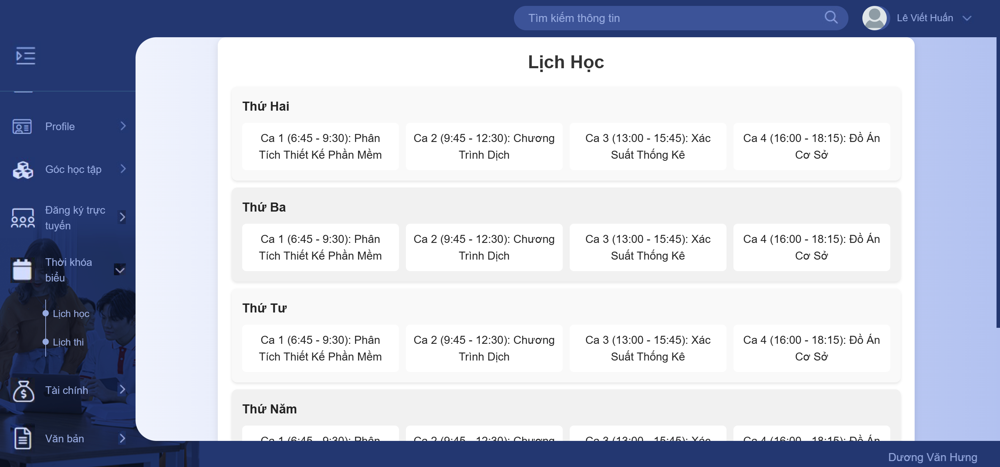 Tìm kiếm thông tin
Lê Viết Huấn
Lịch Học
Profile
Góc học tập
Đăng ký trực
tuyến
Thời khóa
biểu
Lịch học
Lịch thi
Tài chính
Văn bản
Thứ Hai
Ca 1 (6:45 - 9:30): Phân
Tích Thiết Kế Phần Mềm
Ca 2 (9:45 - 12:30): Chương
Trình Dịch
Ca 3 (13:00 - 15:45): Xác
Suất Thống Kê
Ca 4 (16:00 - 18:15): Đồ Án
Cơ Sở
Thứ Ba
Ca 1 (6:45 - 9:30): Phân
Tích Thiết Kế Phần Mềm
Ca 2 (9:45 - 12:30): Chương
Trình Dịch
Ca 3 (13:00 - 15:45): Xác
Suất Thống Kê
Ca 4 (16:00 - 18:15): Đồ Án
Cơ Sở
Thứ Tư
Ca 1 (6:45 - 9:30): Phân
Tích Thiết Kế Phần Mềm
Ca 2 (9:45 - 12:30): Chương
Trình Dịch
Ca 3 (13:00 - 15:45): Xác
Suất Thống Kê
Ca 4 (16:00 - 18:15): Đồ Án
Cơ Sở
Thứ Năm
Ca 1 (6:45 - 9:30): Phân
Ca 2 (9:45 - 12:30): Chương
Ca 3 (13:00 - 15:45): Xác
Ca 4 (16:00 - 18:15): Đồ Án
Dương Văn Hưng